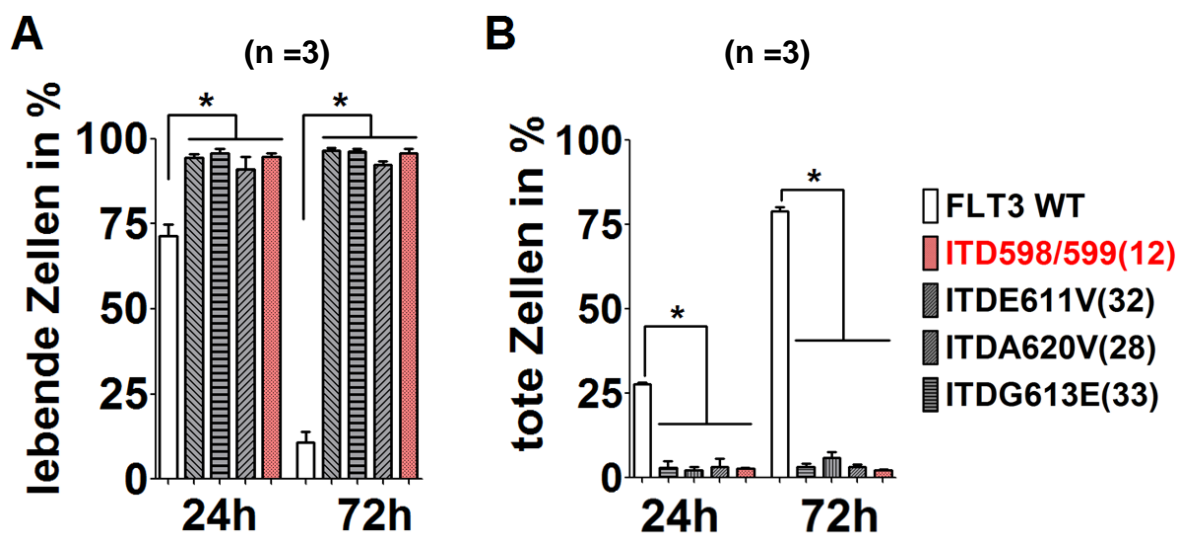 A
(n =3)
lebende Zellen in %
100
75
50
25
0
*
*
24h
72h
B
(n =3)
tote Zellen in %
100
75
50
25
0
*
*
24h
72h
FLT3 WT
ITD598/599(12)
ITDE611V(32)
ITDA620V(28)
ITDG613E(33)